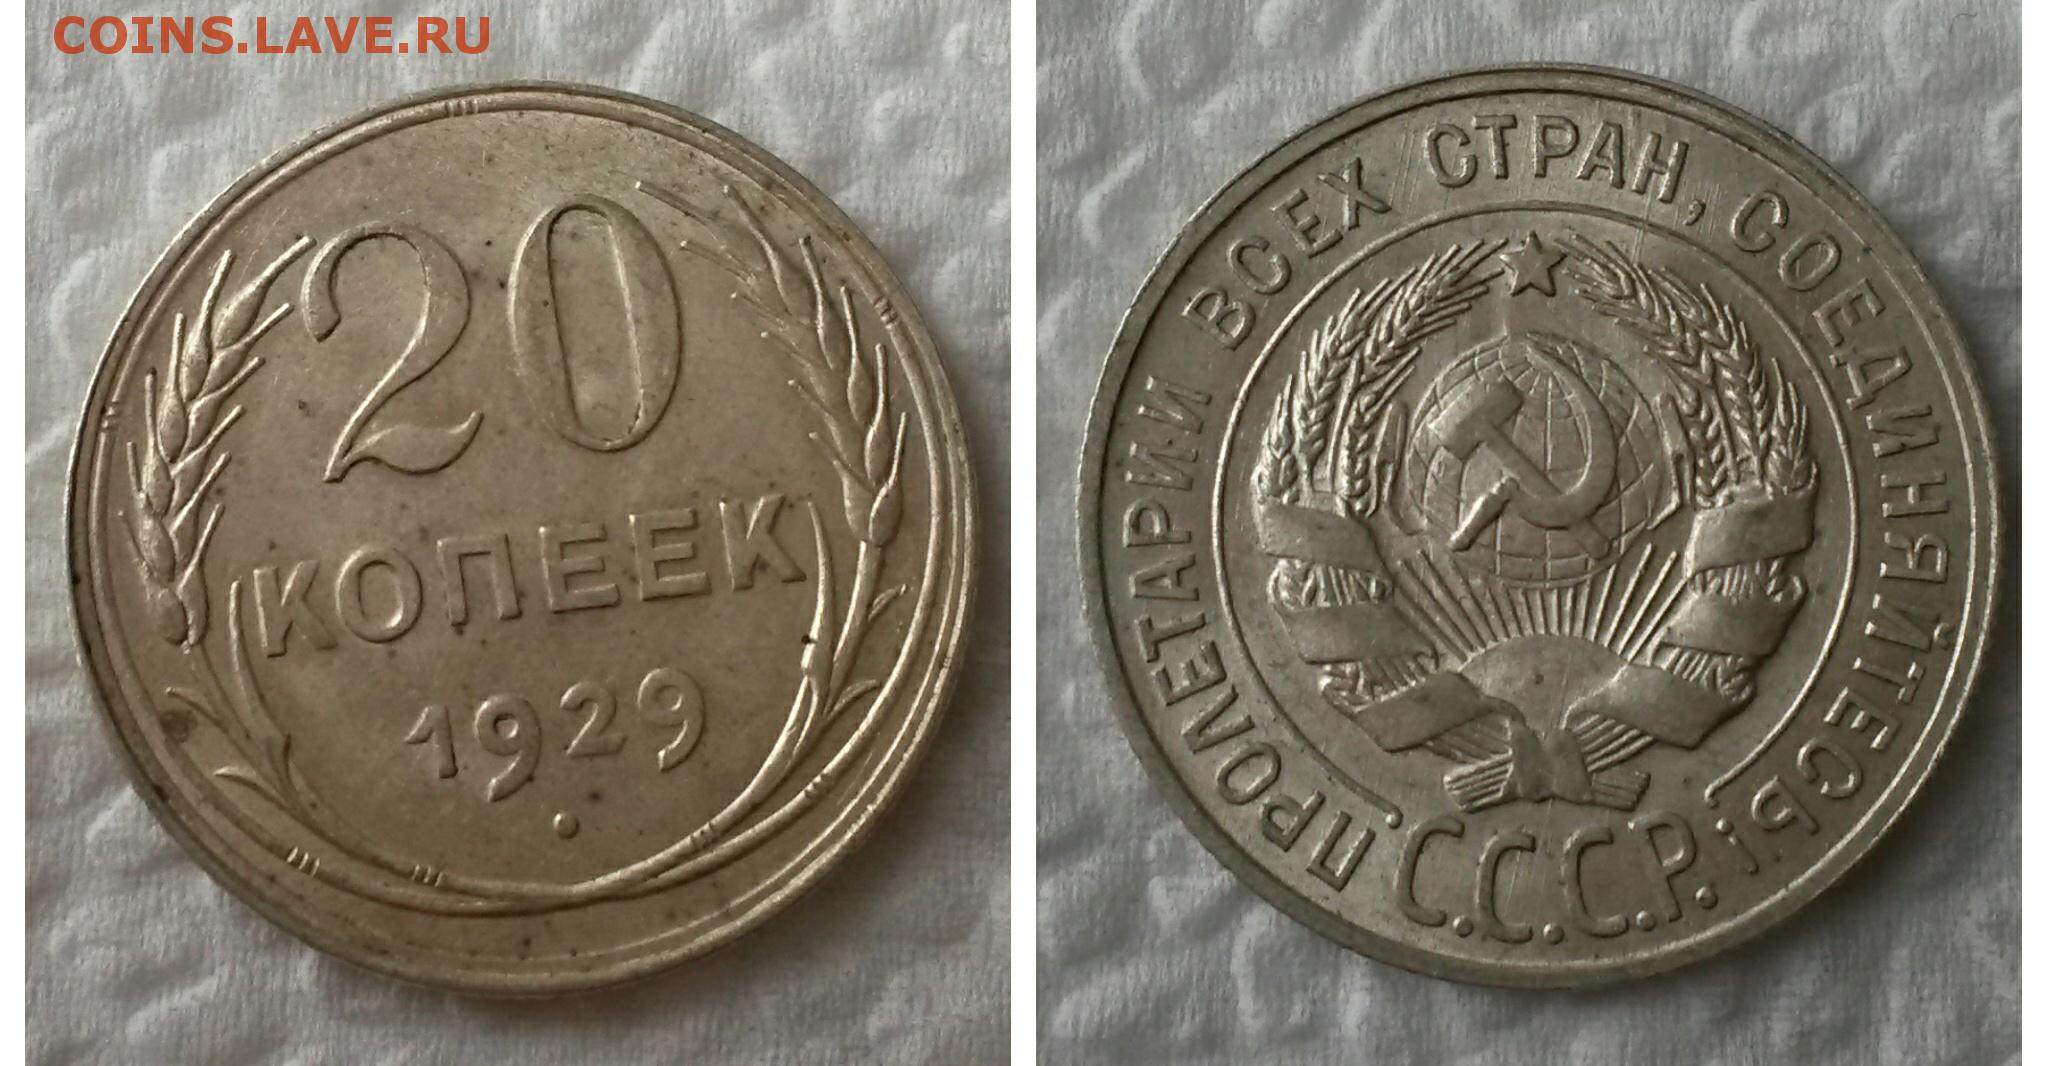 COINS.LAVE.RU
20
КОПЕЕК
1929
ПРОЛЕТАРИИ ВСЕХ СТРАН, СОЕДИНЯЙТЕСЬ!
С.С.С.Р.